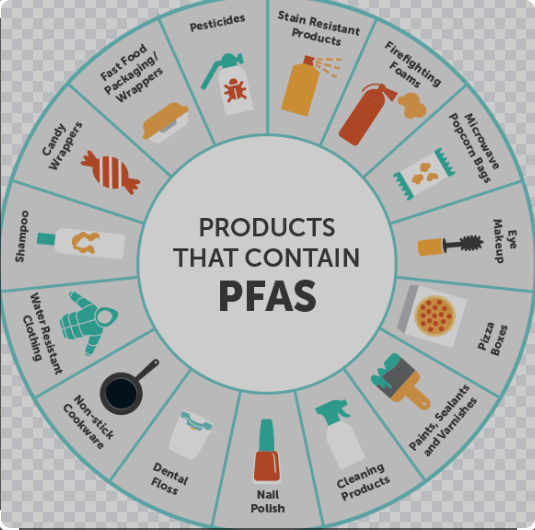 PRODUCTS
THAT CONTAIN
PFAS
Stain Resistant
Products
Firefighting
Foams
Microwave
Popcorn Bags
Eye
Makeup
Pizza
Boxes
Paints, Sealants
and Varnishes
Cleaning
Products
Nail
Polish
Dental
Floss
Non-stick
Cookware
Water Resistant
Clothing
Shampoo
Candy
Wrappers
Fast Food
Packaging/
Wrappers
Pesticides